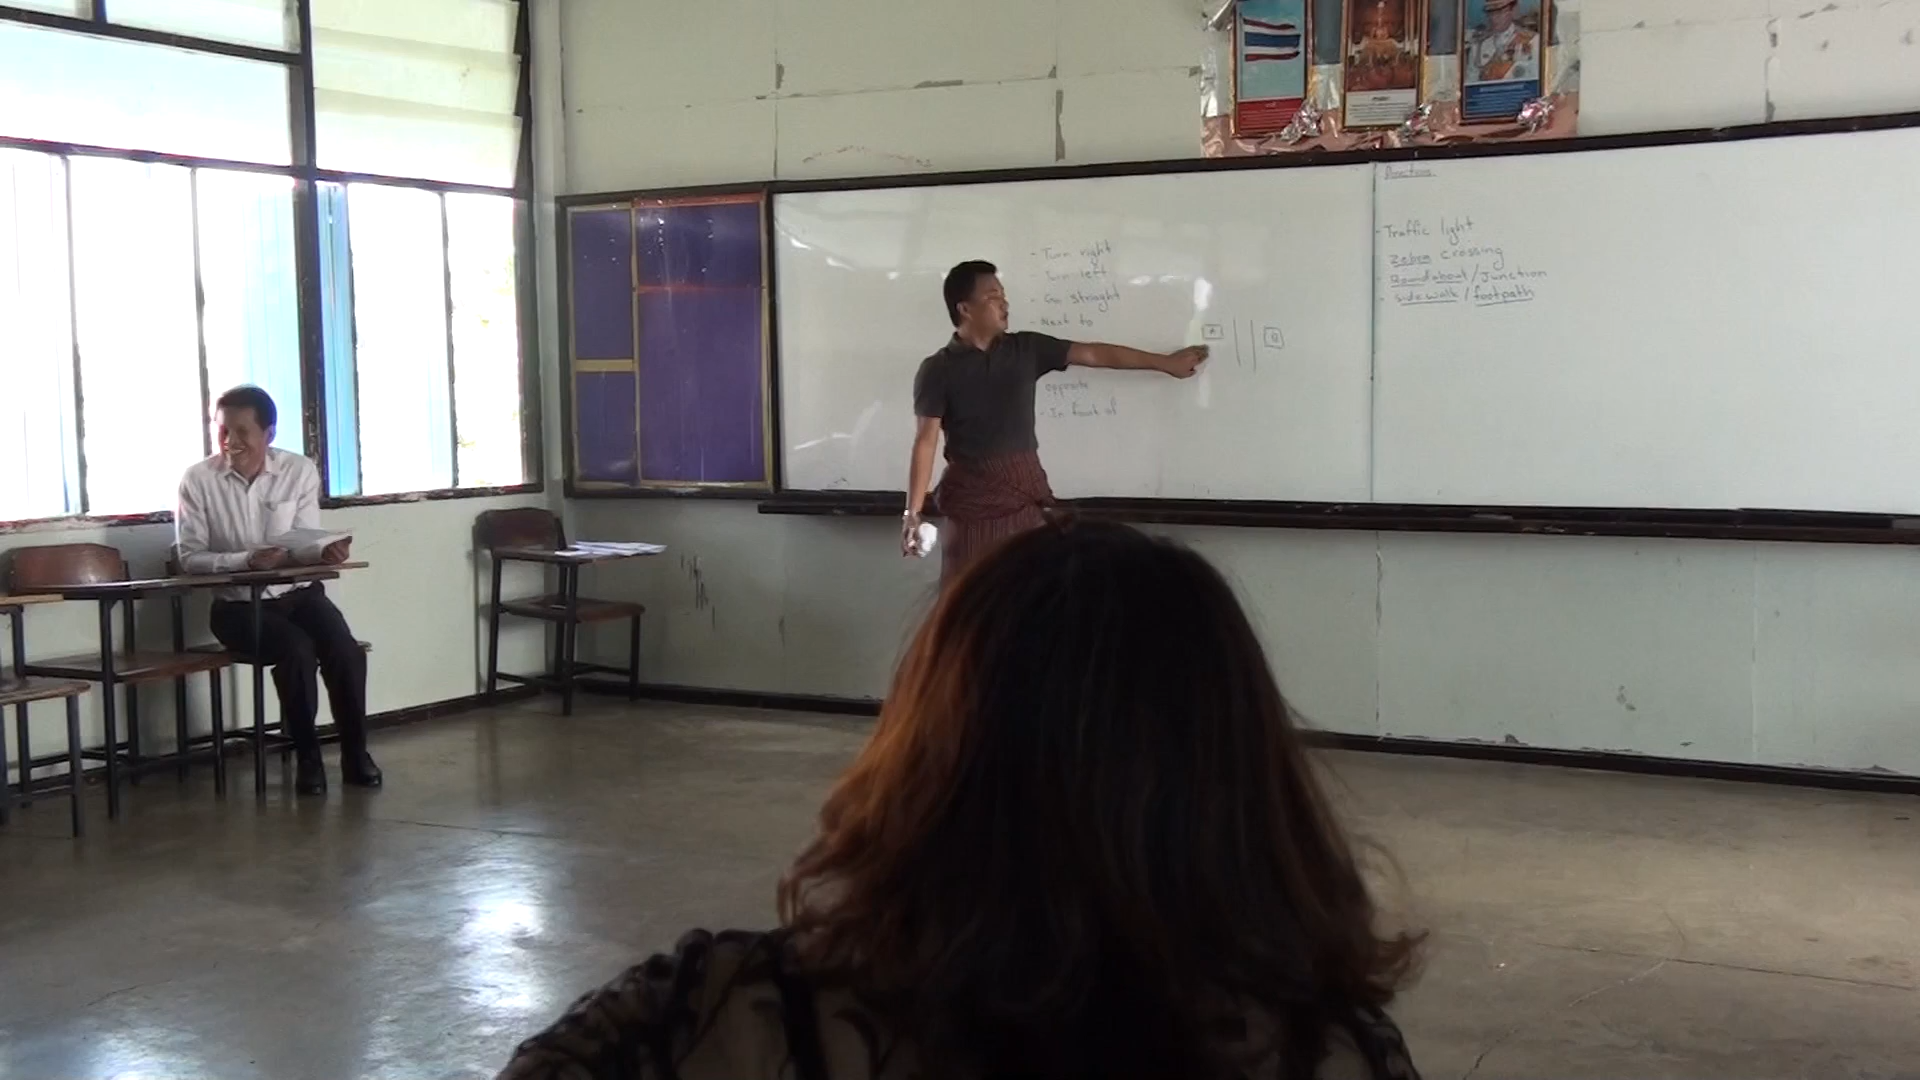 - Turn right
- Turn left
- Go straight
- Next to
opposite
- In front of
A
B
Direction
- Traffic light
Zebra crossing
- Roundabout / Junction
- sidewalk / footpath